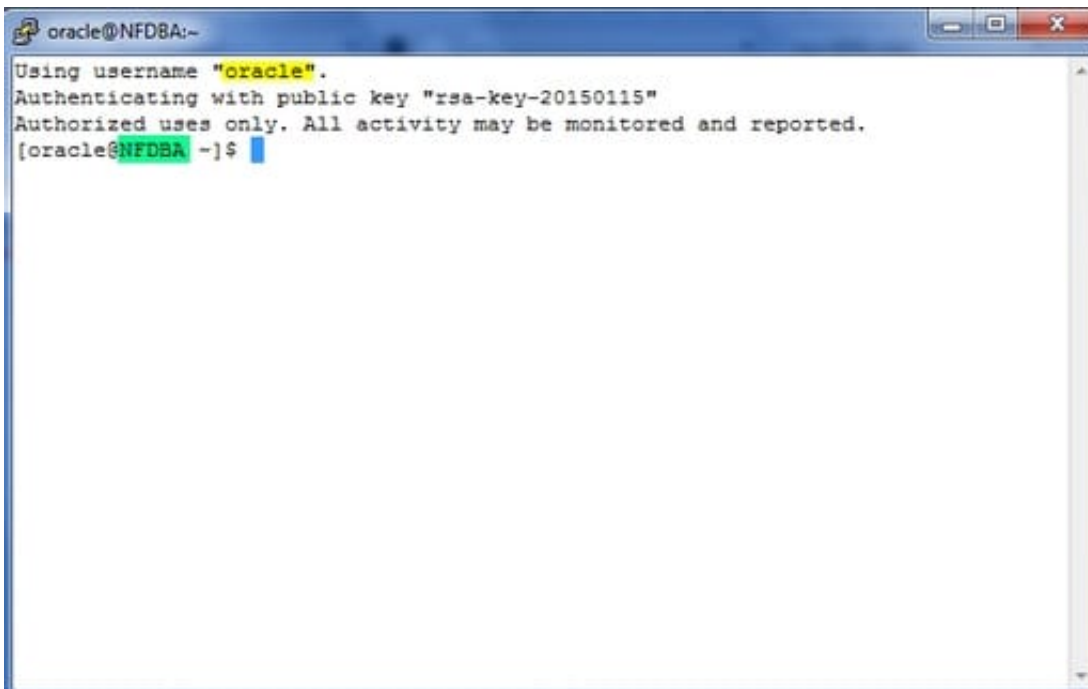 oracle@NFDBA:~
Using username "oracle".
Authenticating with public key "rsa-key-20150115"
Authorized uses only. All activity may be monitored and reported.
[oracle@NFDBA ~]$